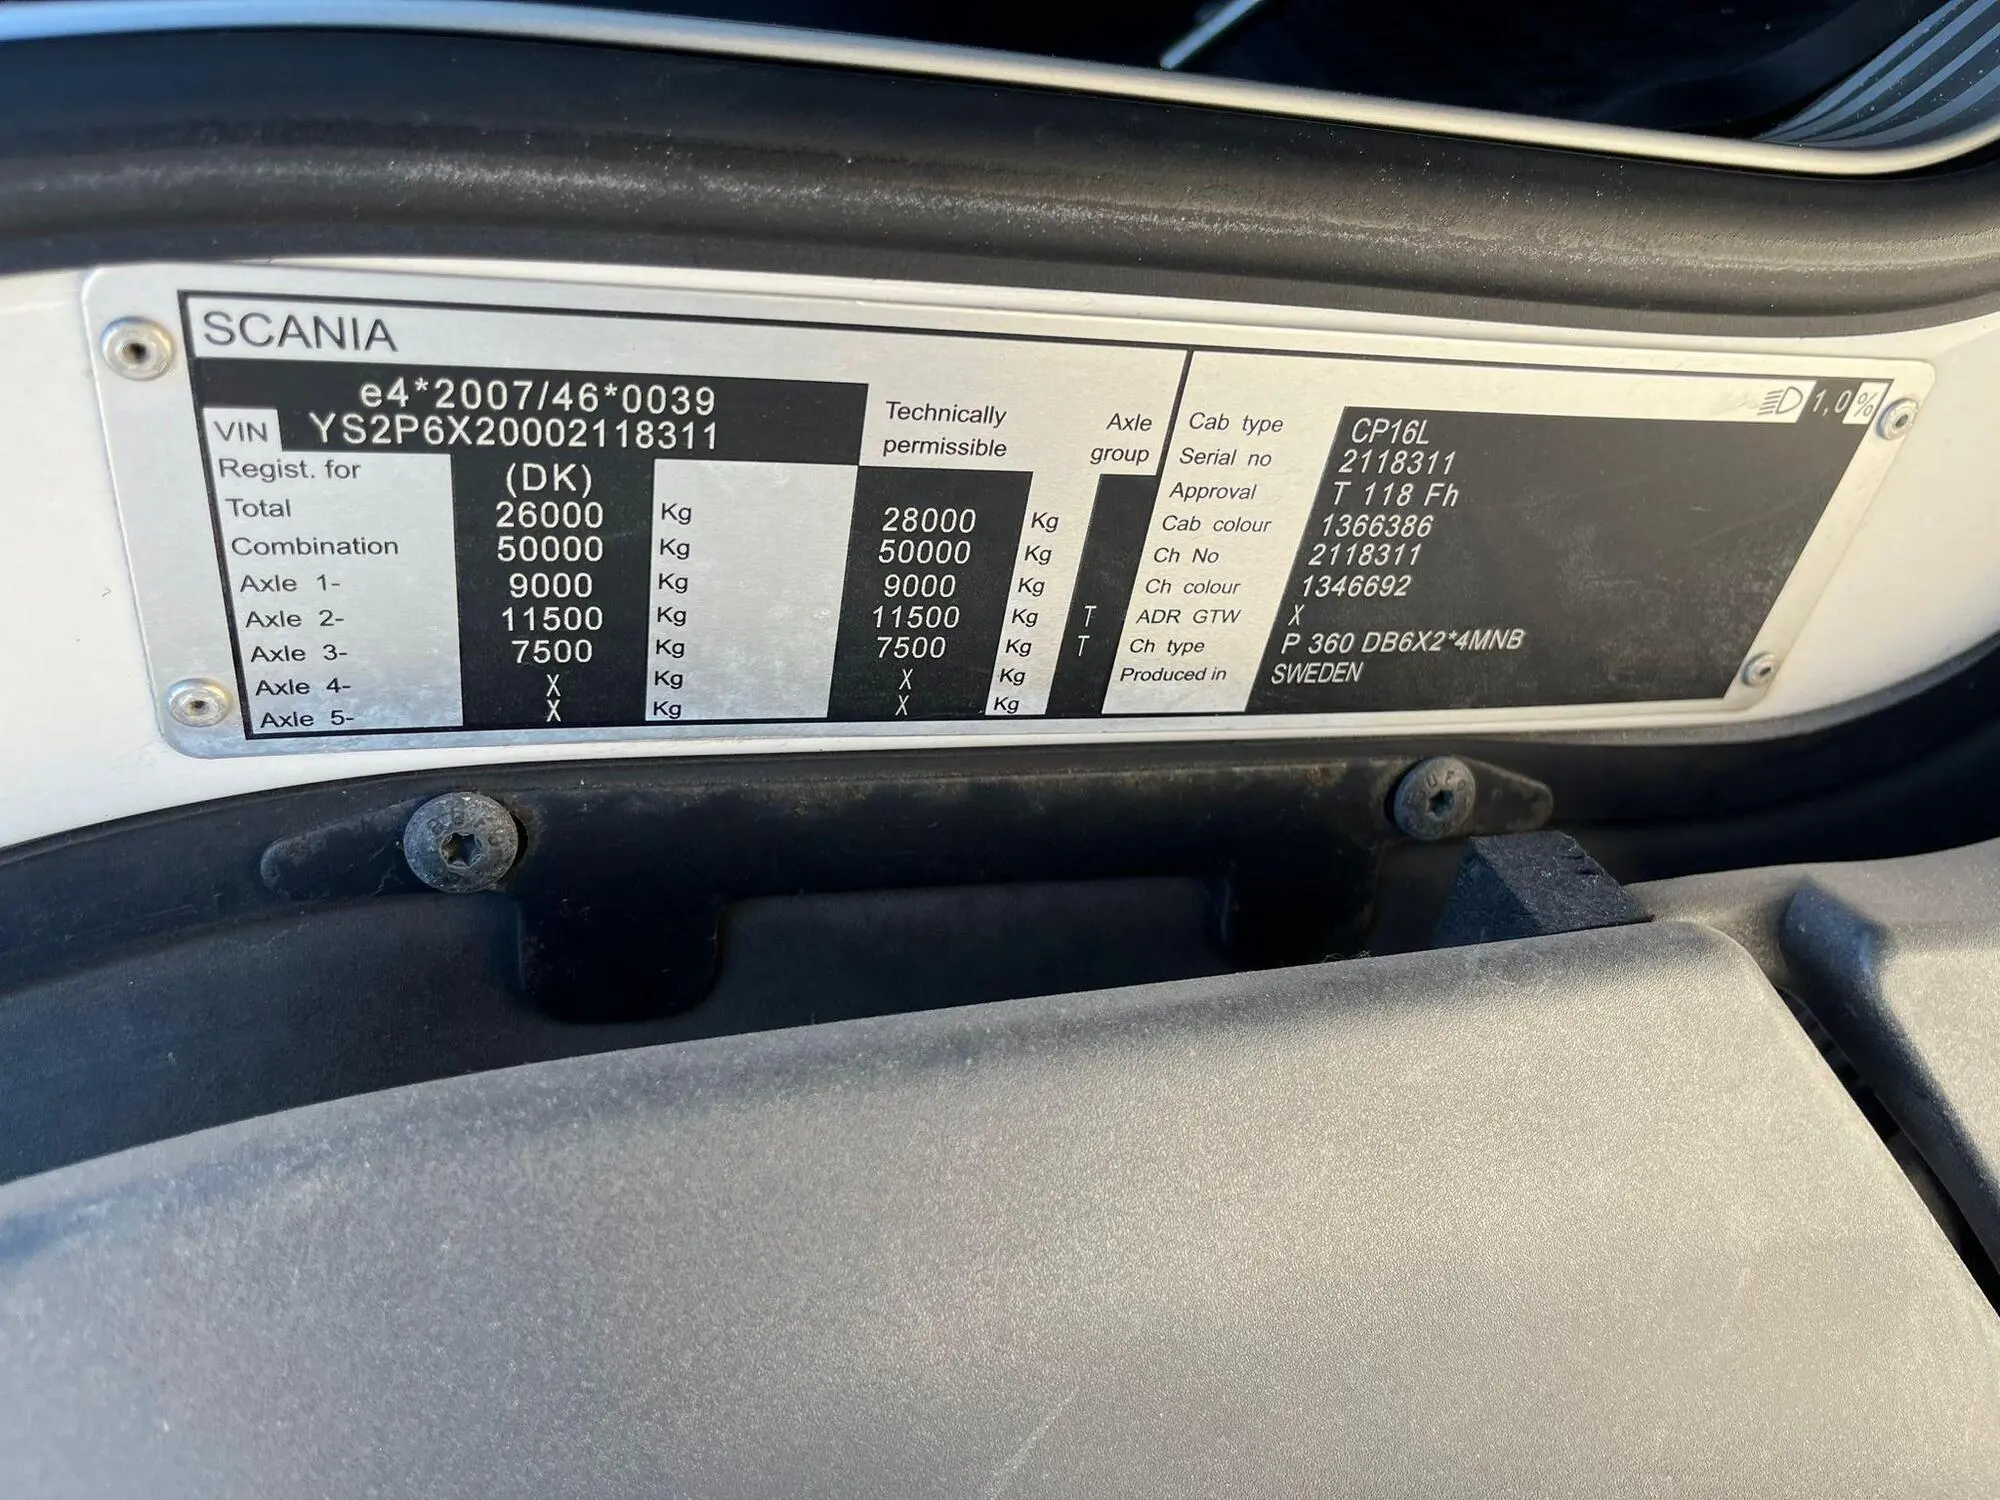 SCANIA
e4*2007/46*0039
VIN YS2P6X20002118311
Technically permissible
Axle group
Regist. for (DK)
Total 26000 Kg 28000 Kg
Combination 50000 Kg 50000 Kg
Axle 1- 9000 Kg 9000 Kg
Axle 2- 11500 Kg 11500 Kg T
Axle 3- 7500 Kg 7500 Kg T
Axle 4- X Kg X Kg
Axle 5- X Kg X Kg
1,0%
Cab type CP16L
Serial no 2118311
Approval T 118 Fh
Cab colour 1366386
Ch No 2118311
Ch colour 1346692
ADR GTW X
Ch type P 360 DB6X2*4MNB
Produced in SWEDEN